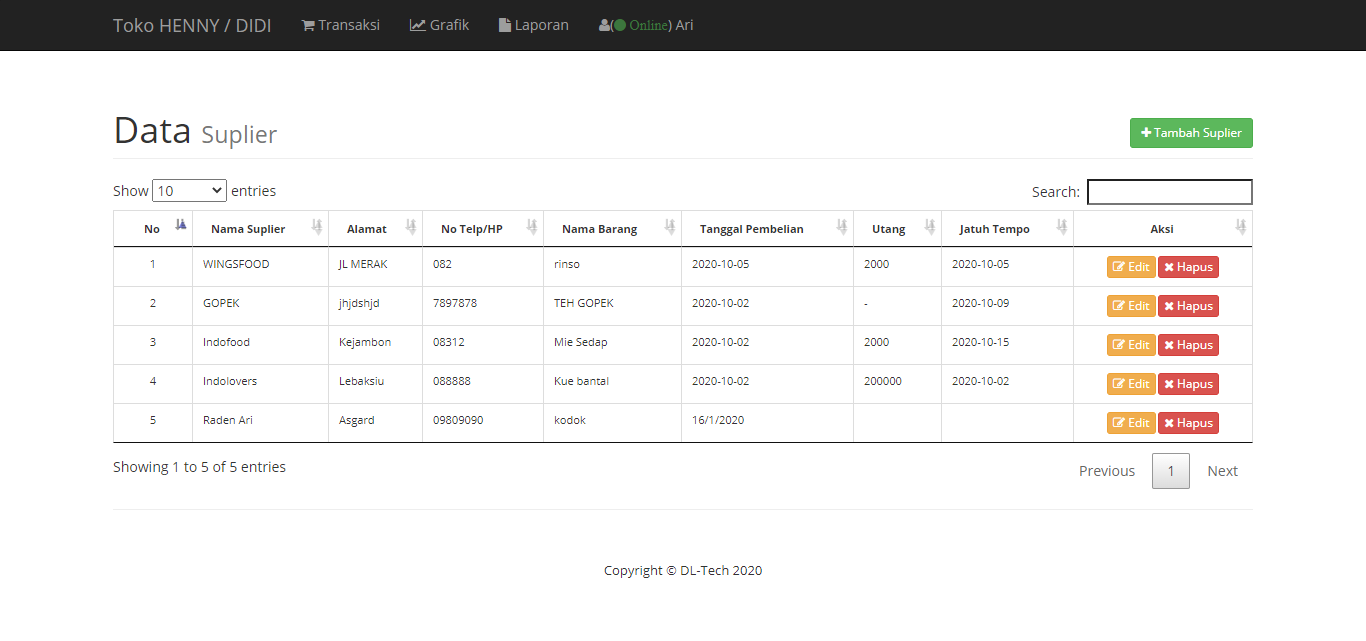 Toko HENNY / DIDI Transaksi Grafik Laporan (Online) Ari
Data Suplier
Tambah Suplier
Show 10 entries
Search:
No Nama Suplier Alamat No Telp/HP Nama Barang Tanggal Pembelian Utang Jatuh Tempo Aksi
1 WINGSFOOD JL MERAK 082 rinso 2020-10-05 2000 2020-10-05 Edit Hapus
2 GOPEK jhjdshjd 7897878 TEH GOPEK 2020-10-02 - 2020-10-09 Edit Hapus
3 Indofood Kejambon 08312 Mie Sedap 2020-10-02 2000 2020-10-15 Edit Hapus
4 Indolovers Lebaksiu 088888 Kue bantal 2020-10-02 200000 2020-10-02 Edit Hapus
5 Raden Ari Asgard 09809090 kodok 16/1/2020 Edit Hapus
Showing 1 to 5 of 5 entries
Previous 1 Next
Copyright © DL-Tech 2020